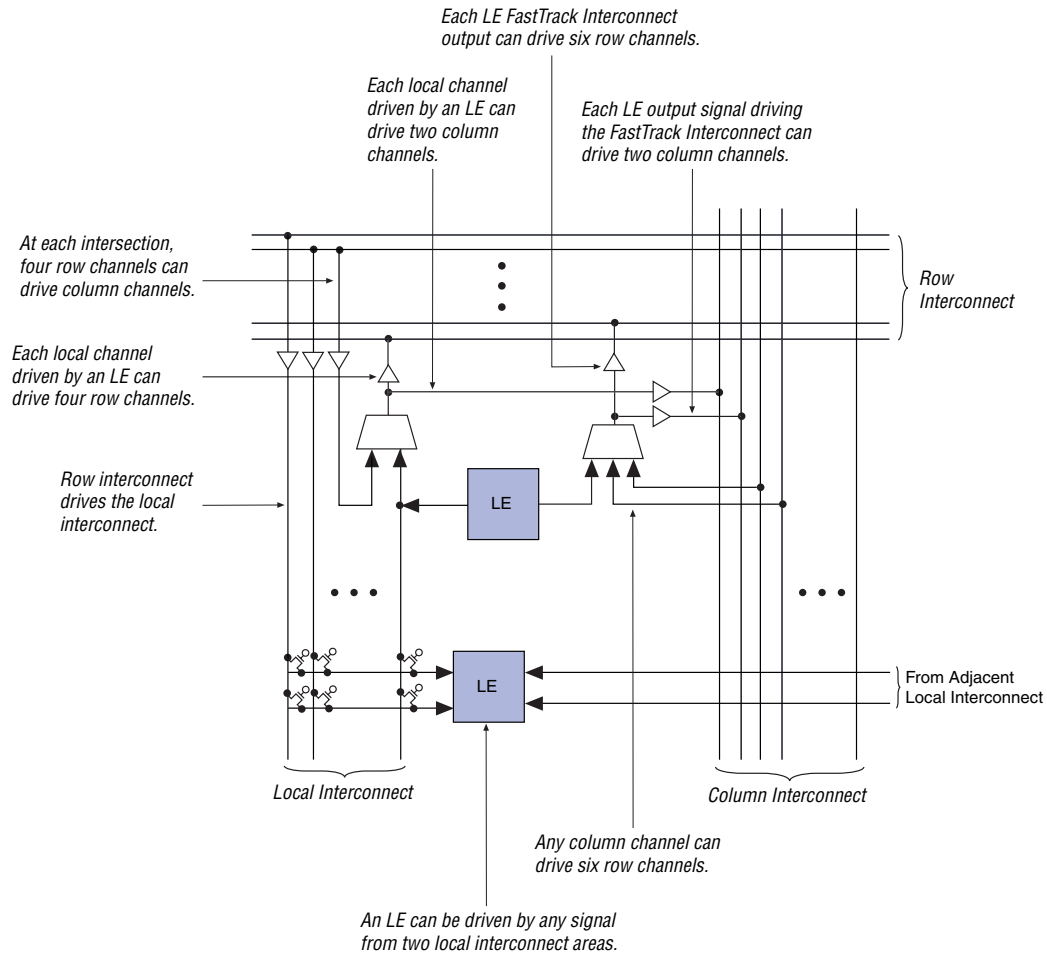 Each LE FastTrack Interconnect
output can drive six row channels.
Each local channel
driven by an LE can
drive two column
channels.
Each LE output signal driving
the FastTrack Interconnect can
drive two column channels.
At each intersection,
four row channels can
drive column channels.
Row
Interconnect
Each local channel
driven by an LE can
drive four row channels.
Row interconnect
drives the local
interconnect.
LE
LE
From Adjacent
Local Interconnect
Local Interconnect
Column Interconnect
Any column channel can
drive six row channels.
An LE can be driven by any signal
from two local interconnect areas.